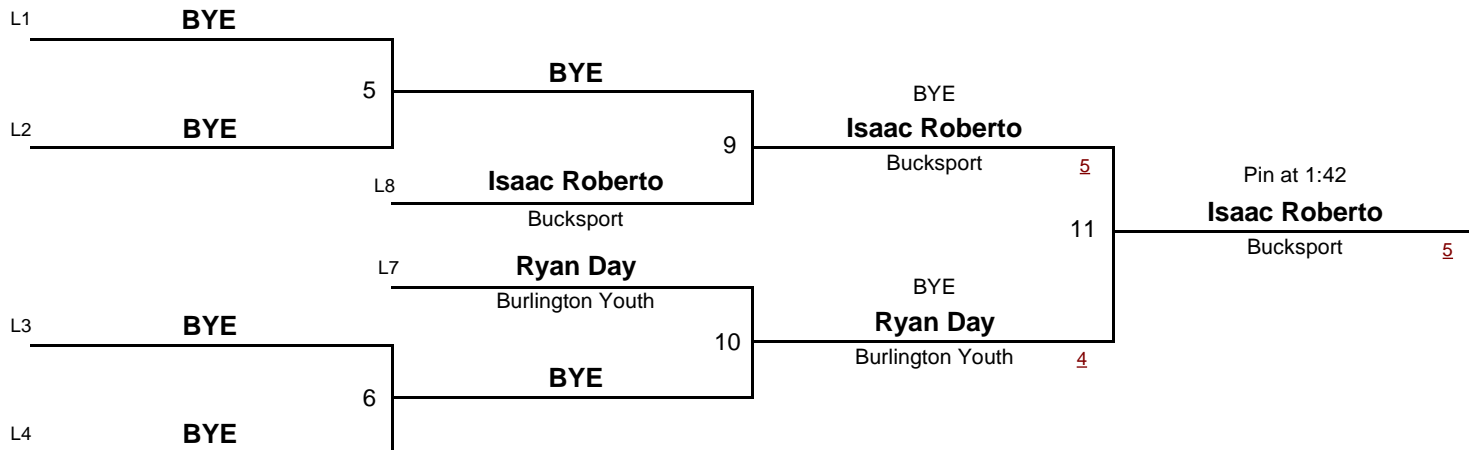 L1
BYE
5
L2
BYE
BYE
9
L8
Isaac Roberto
Bucksport
BYE
Isaac Roberto
Bucksport
5
L7
Ryan Day
Burlington Youth
10
L3
BYE
6
L4
BYE
BYE
BYE
Ryan Day
Burlington Youth
4
11
Pin at 1:42
Isaac Roberto
Bucksport
5